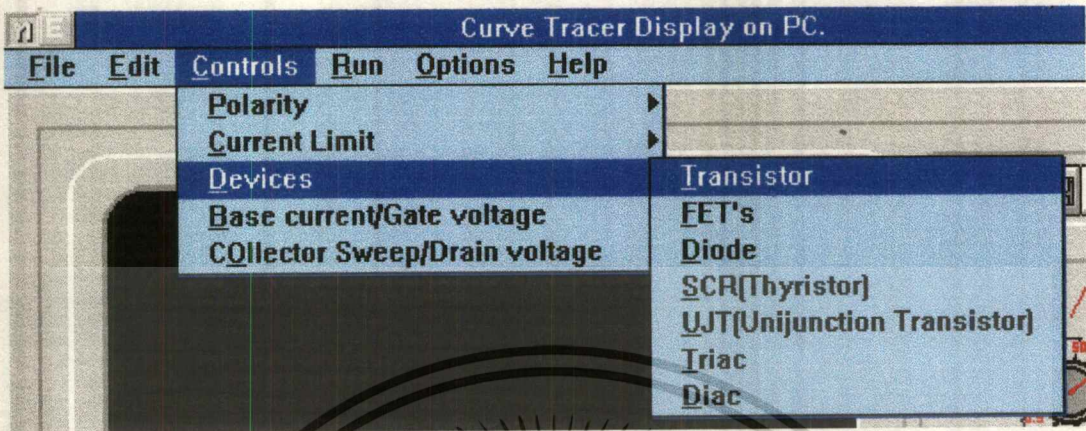 Curve Tracer Display on PC.
File Edit Controls Run Options Help
Polarity
Current Limit
Devices
Base current/Gate voltage
COllector Sweep/Drain voltage
Transistor
FET's
Diode
SCR(Thyristor)
UJT(Unijunction Transistor)
Triac
Diac